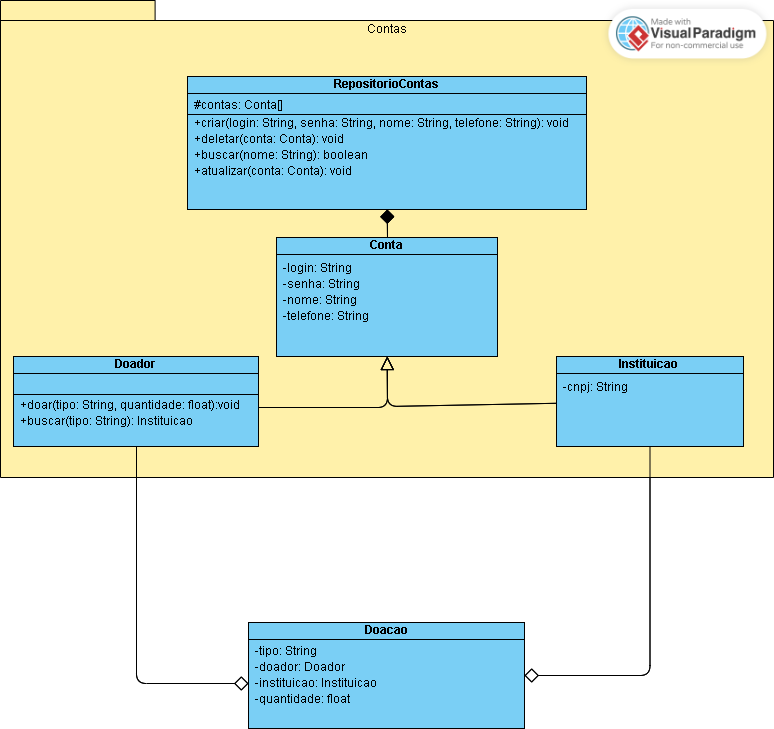 Contas
Made with
VisualParadigm
For non-commercial use
RepositorioContas
#contas: Conta[]
+criar(login: String, senha: String, nome: String, telefone: String): void
+deletar(conta: Conta): void
+buscar(nome: String): boolean
+atualizar(conta: Conta): void
Conta
-login: String
-senha: String
-nome: String
-telefone: String
Doador
+doar(tipo: String, quantidade: float):void
+buscar(tipo: String): Instituicao
Instituicao
-cnpj: String
Doacao
-tipo: String
-doador: Doador
-instituicao: Instituicao
-quantidade: float